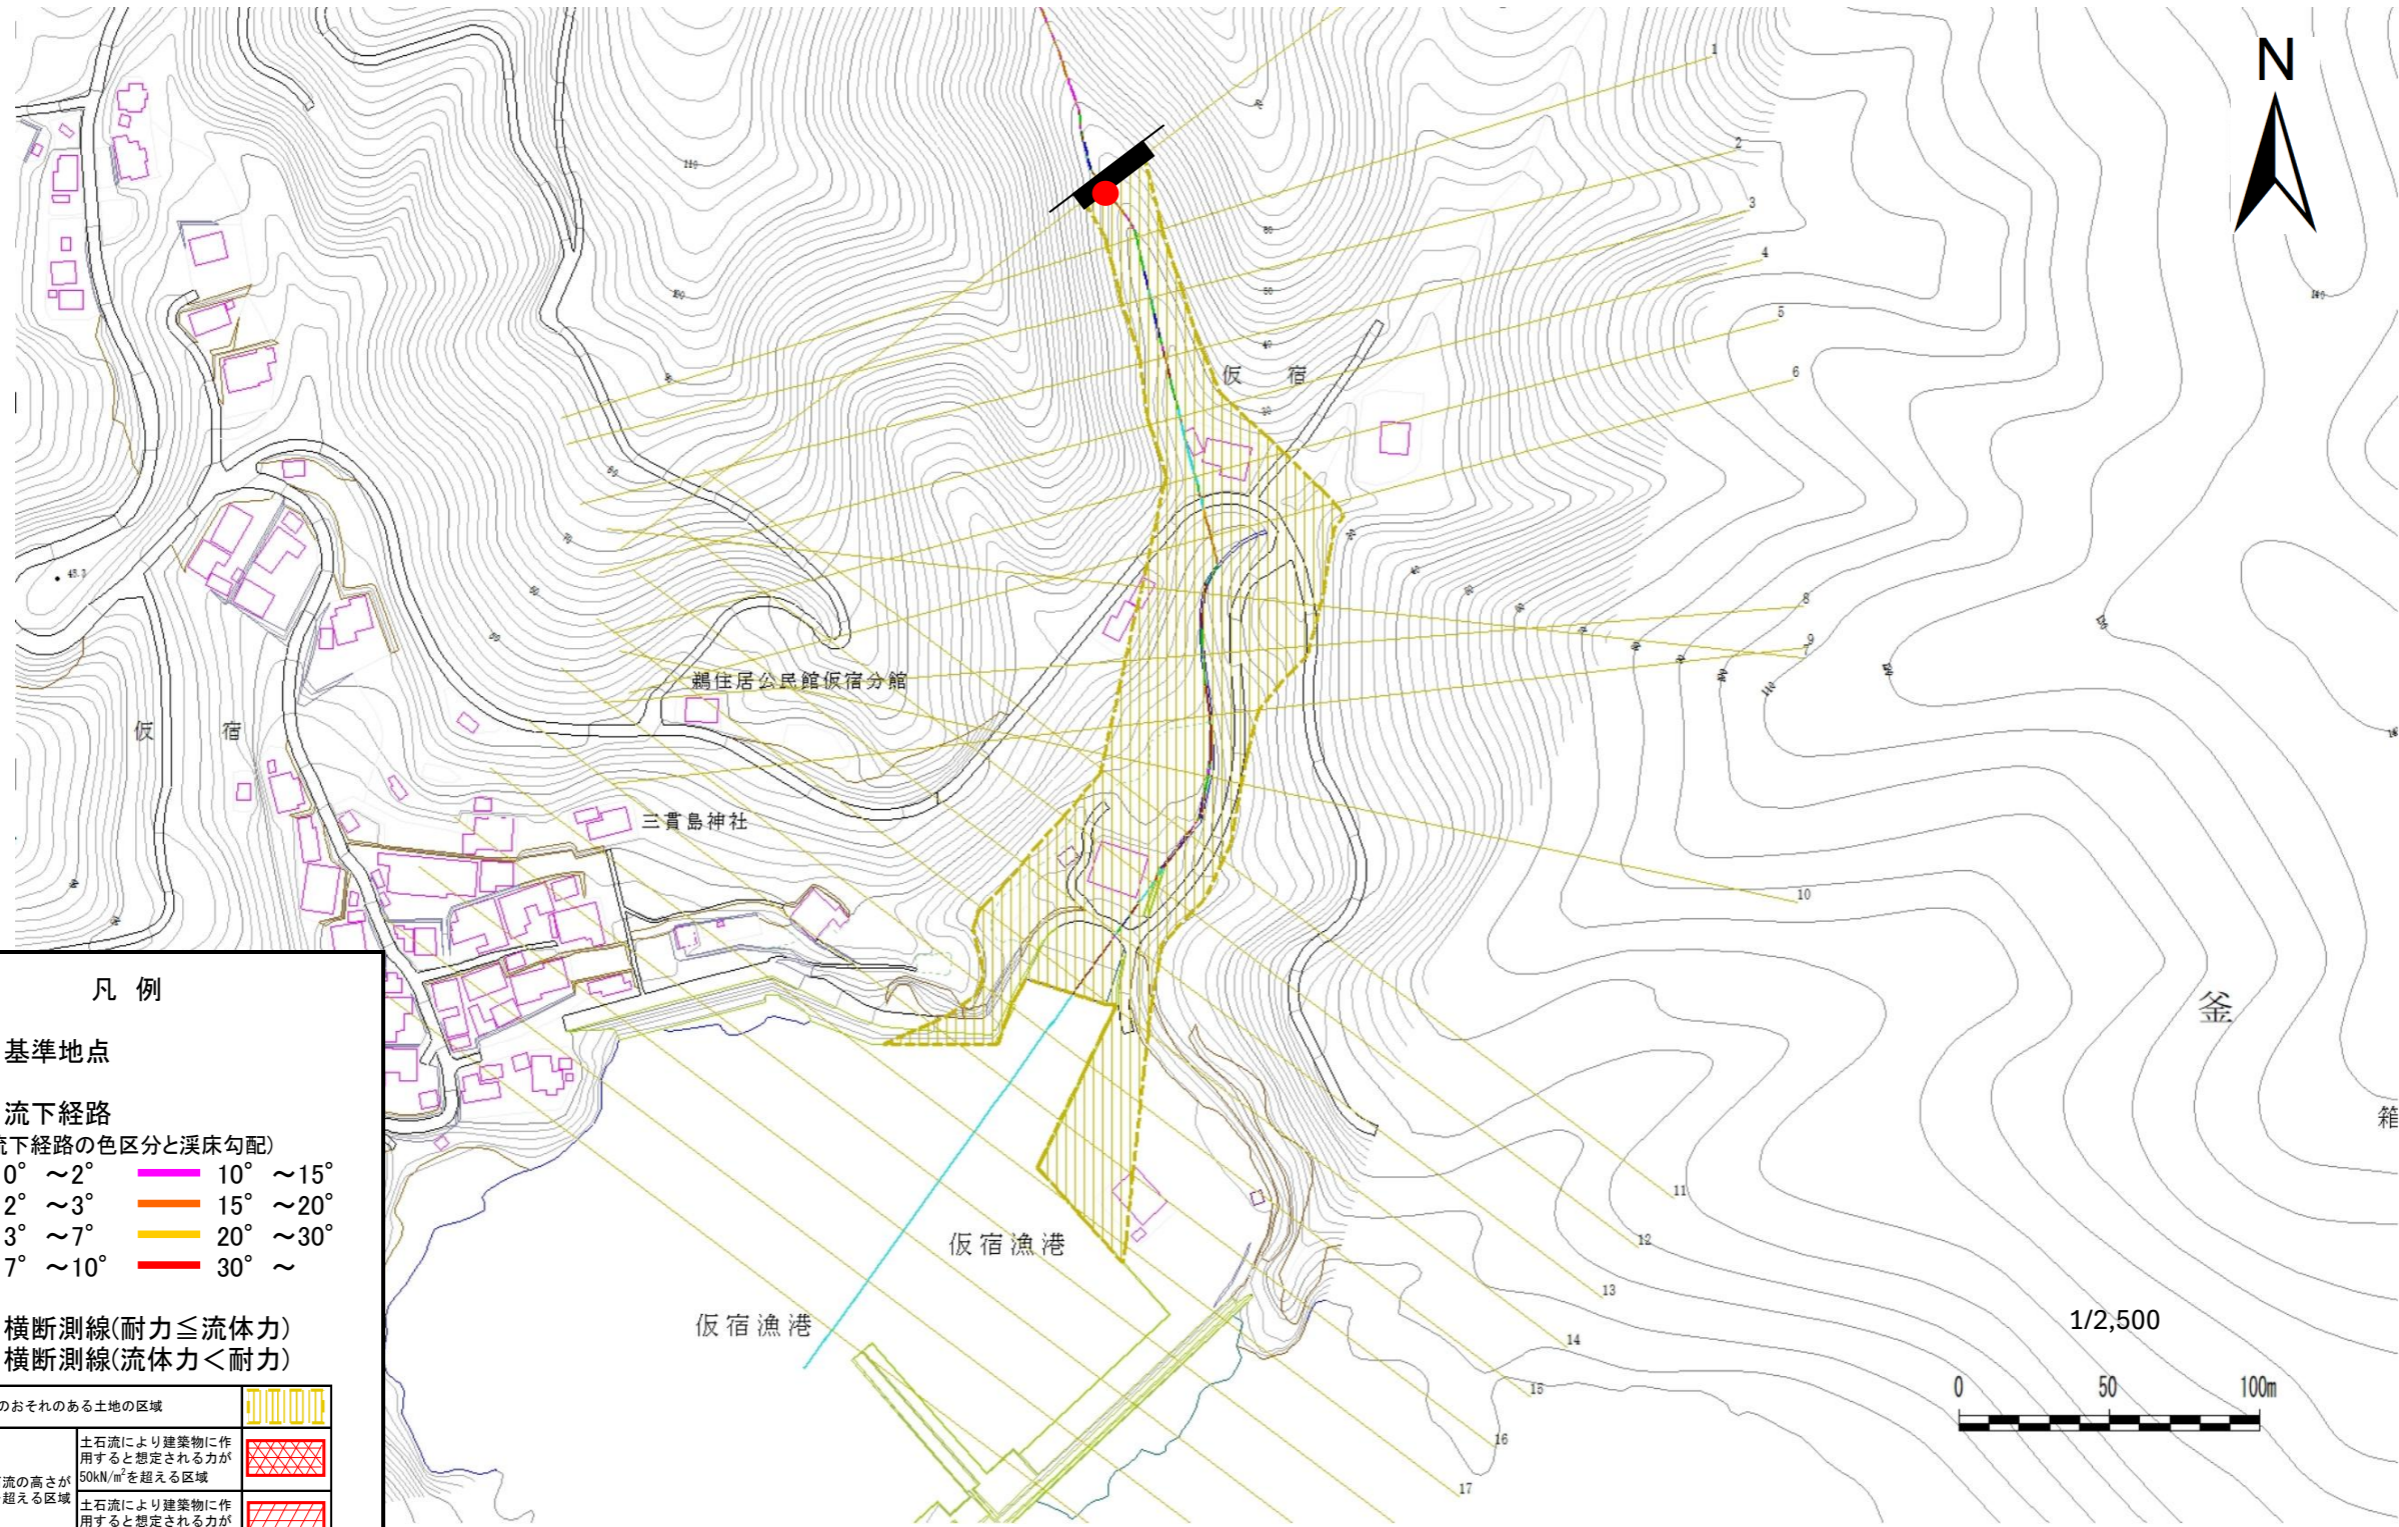 N
1
2
3
4
5
6
8
9
7
10
11
12
13
14
15
16
17
110
100
仮 宿
鵜住居公民館仮宿分館
仮 宿
三貫島神社
45.3
釜
箱
仮宿漁港
仮宿漁港
1/2,500
0 50 100m
凡 例
基準地点
流下経路
流下経路の色区分と渓床勾配)
0° ～2° 10° ～15°
2° ～3° 15° ～20°
3° ～7° 20° ～30°
7° ～10° 30° ～
横断測線(耐力≦流体力)
横断測線(流体力＜耐力)
のおそれのある土地の区域
土石流により建築物に作
用すると想定される力が
50kN/m²を超える区域
流の高さが
超える区域
土石流により建築物に作
用すると想定される力が